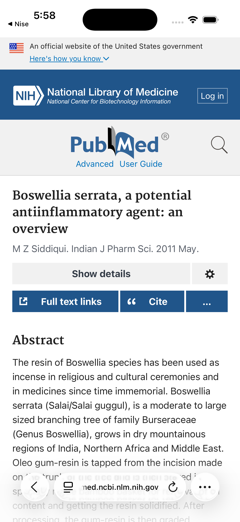 5:58
Nise
An official website of the United States government
Here's how you know
NIH
National Library of Medicine
National Center for Biotechnology Information
Log in
PubMed®
Advanced User Guide
Boswellia serrata, a potential
antiinflammatory agent: an
overview
M Z Siddiqui. Indian J Pharm Sci. 2011 May.
Show details
Full text links
Cite
...
Abstract
The resin of Boswellia species has been used as
incense in religious and cultural ceremonies and
in medicines since time immemorial. Boswellia
serrata (Salai/Salai guggul), is a moderate to large
sized branching tree of family Burseraceae
(Genus Boswellia), grows in dry mountainous
regions of India, Northern Africa and Middle East.
Oleo gum-resin is tapped from the incision made
med.ncbi.nlm.nih.gov
content and getting the resin solidified. After
processing, the gum-resin is then graded